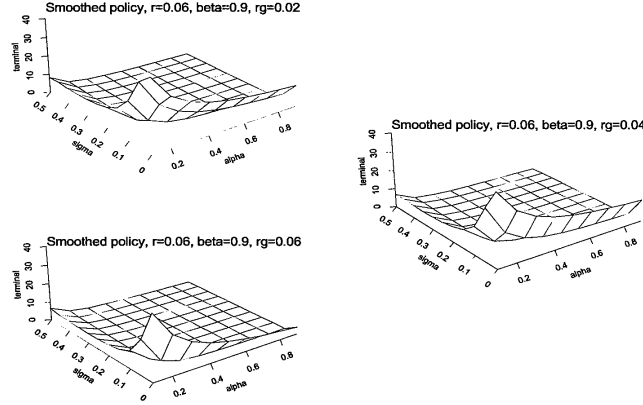 Smoothed policy, r=0.06, beta=0.9, rg=0.02
terminal
0 10 20 30 40
0.5 0.4 0.3 0.2 0.1 0
sigma
0.2 0.4 0.6 0.8
alpha
Smoothed policy, r=0.06, beta=0.9, rg=0.04
terminal
0 10 20 30 40
0.5 0.4 0.3 0.2 0.1 0
sigma
0.2 0.4 0.6 0.8
alpha
Smoothed policy, r=0.06, beta=0.9, rg=0.06
terminal
0 10 20 30 40
0.5 0.4 0.3 0.2 0.1 0
sigma
0.2 0.4 0.6 0.8
alpha